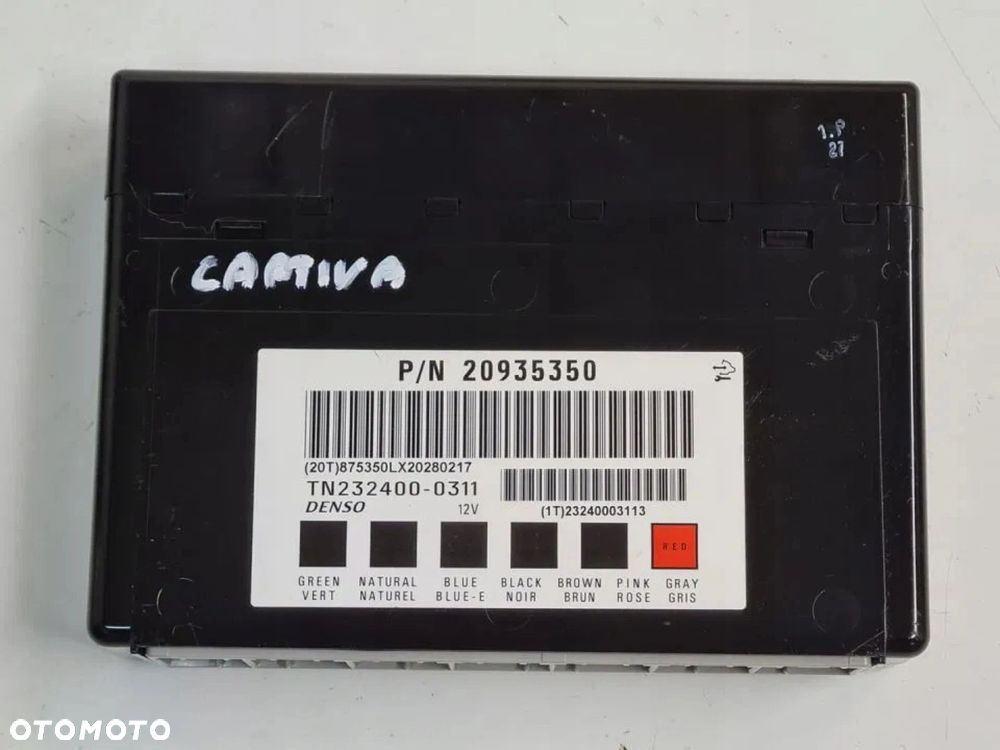 1.P
21
CAPTIVA
P/N 20935350
(20T)875350LX20280217
TN232400-0311
DENSO 12V
(1T)23240003113
RED
GREEN NATURAL BLUE BLACK BROWN PINK GRAY
VERT NATUREL BLUE-E NOIR BRUN ROSE GRIS
OTOMOTO